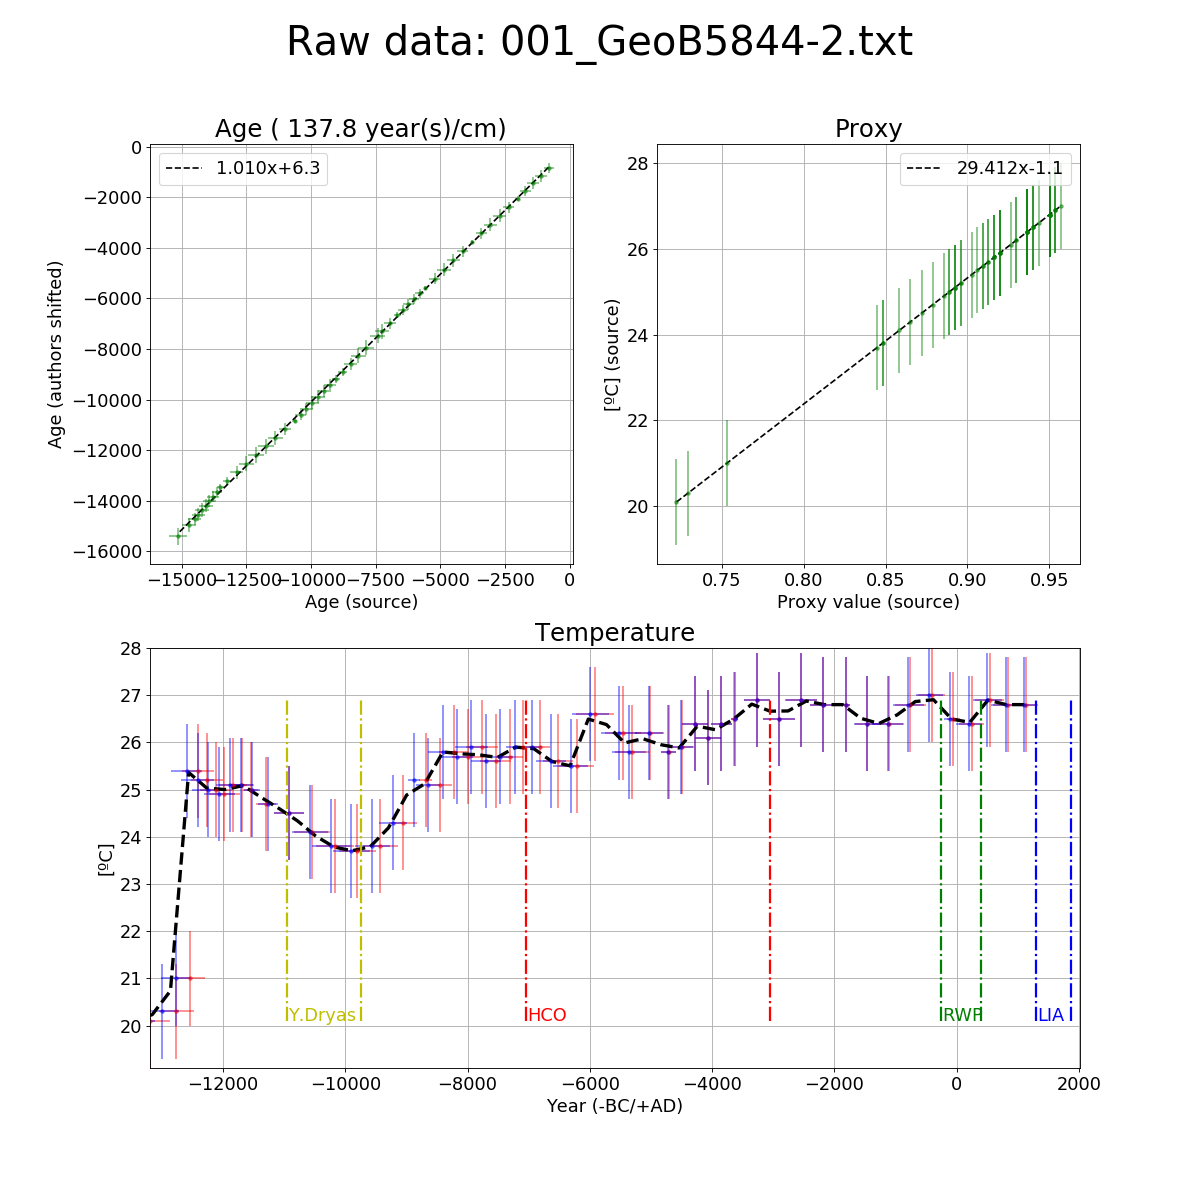 Raw data: 001_GeoB5844-2.txt
Age ( 137.8 year(s)/cm)
1.010x+6.3
0
−2000
−4000
−6000
−8000
−10000
−12000
−14000
−16000
Age (authors shifted)
−15000 −12500 −10000 −7500 −5000 −2500 0
Age (source)
Proxy
29.412x-1.1
28
26
24
22
20
[ºC] (source)
0.75 0.80 0.85 0.90 0.95
Proxy value (source)
Temperature
28
27
26
25
24
23
22
21
20
[ºC]
Y.Dryas HCO RWP LIA
−12000 −10000 −8000 −6000 −4000 −2000 0 2000
Year (-BC/+AD)